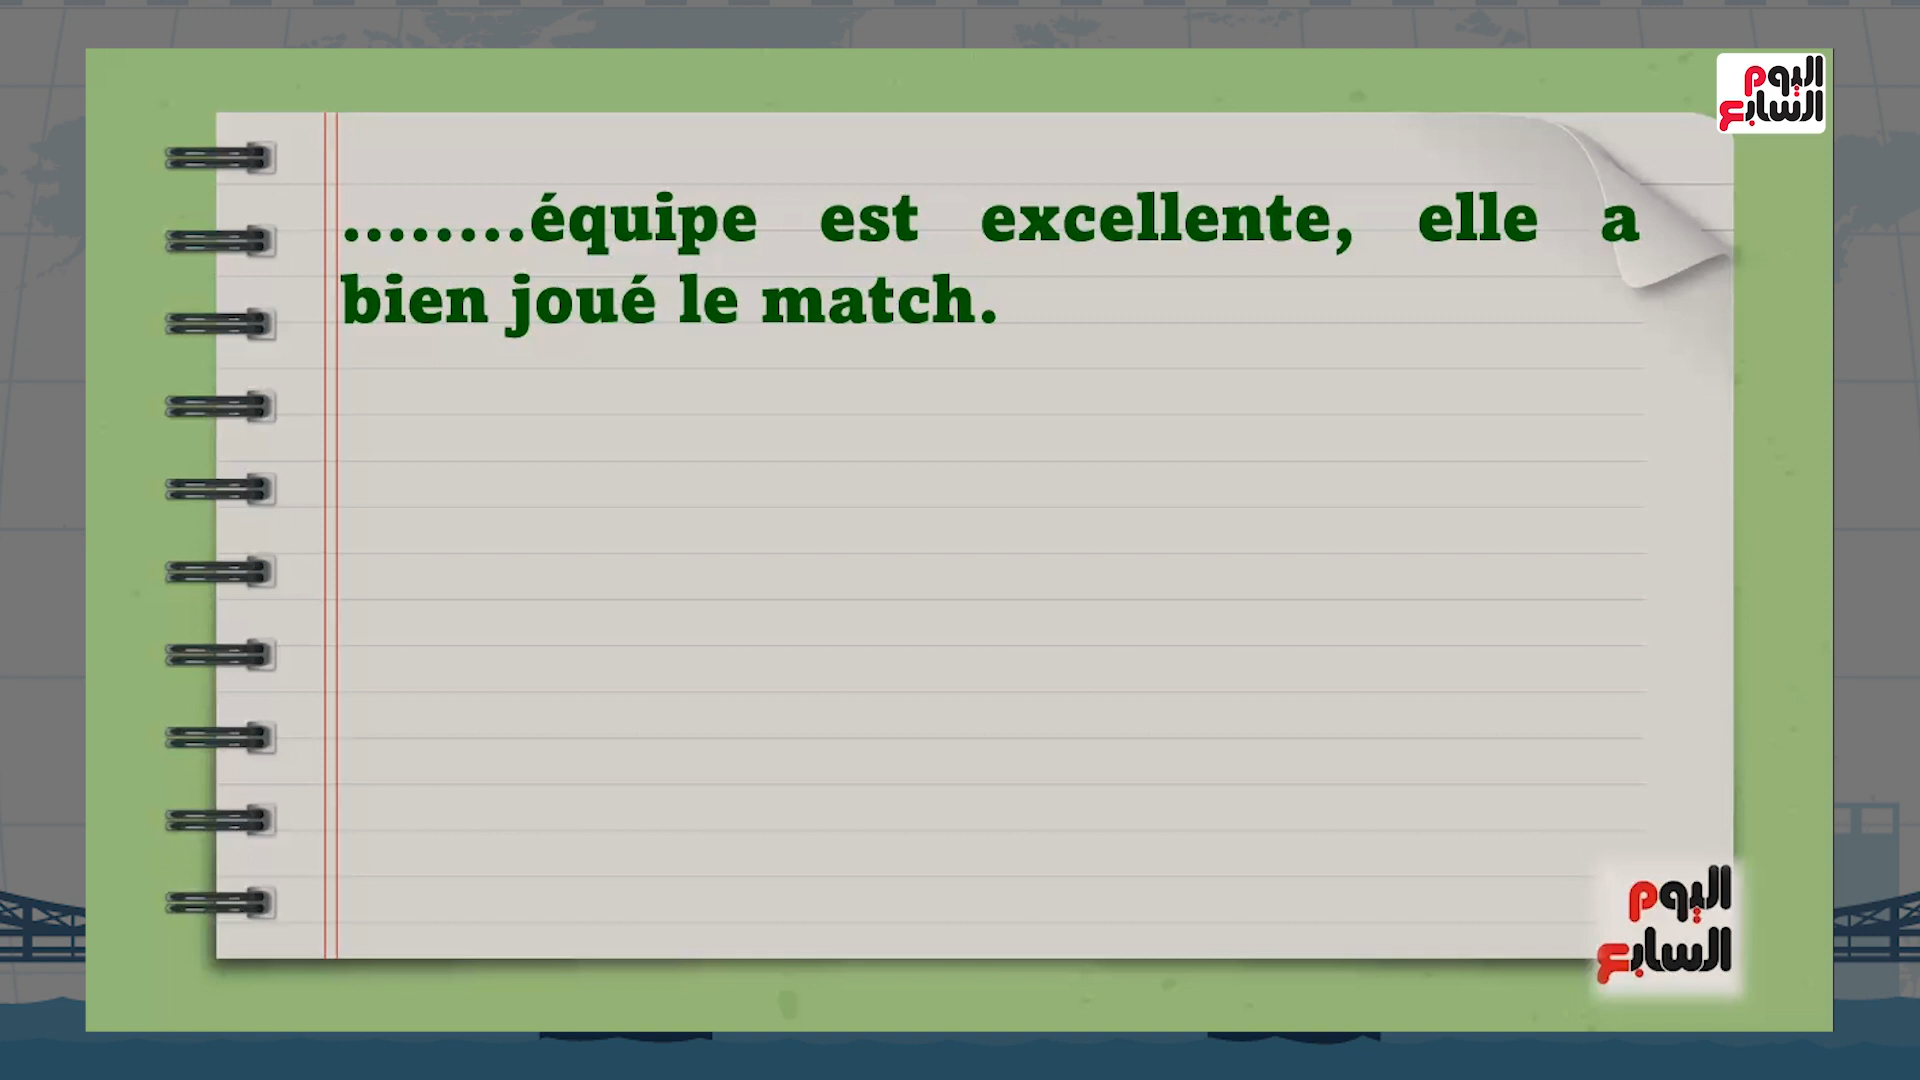 اليوم
السابع
........équipe est excellente, elle a
bien joué le match.
اليوم
السابع